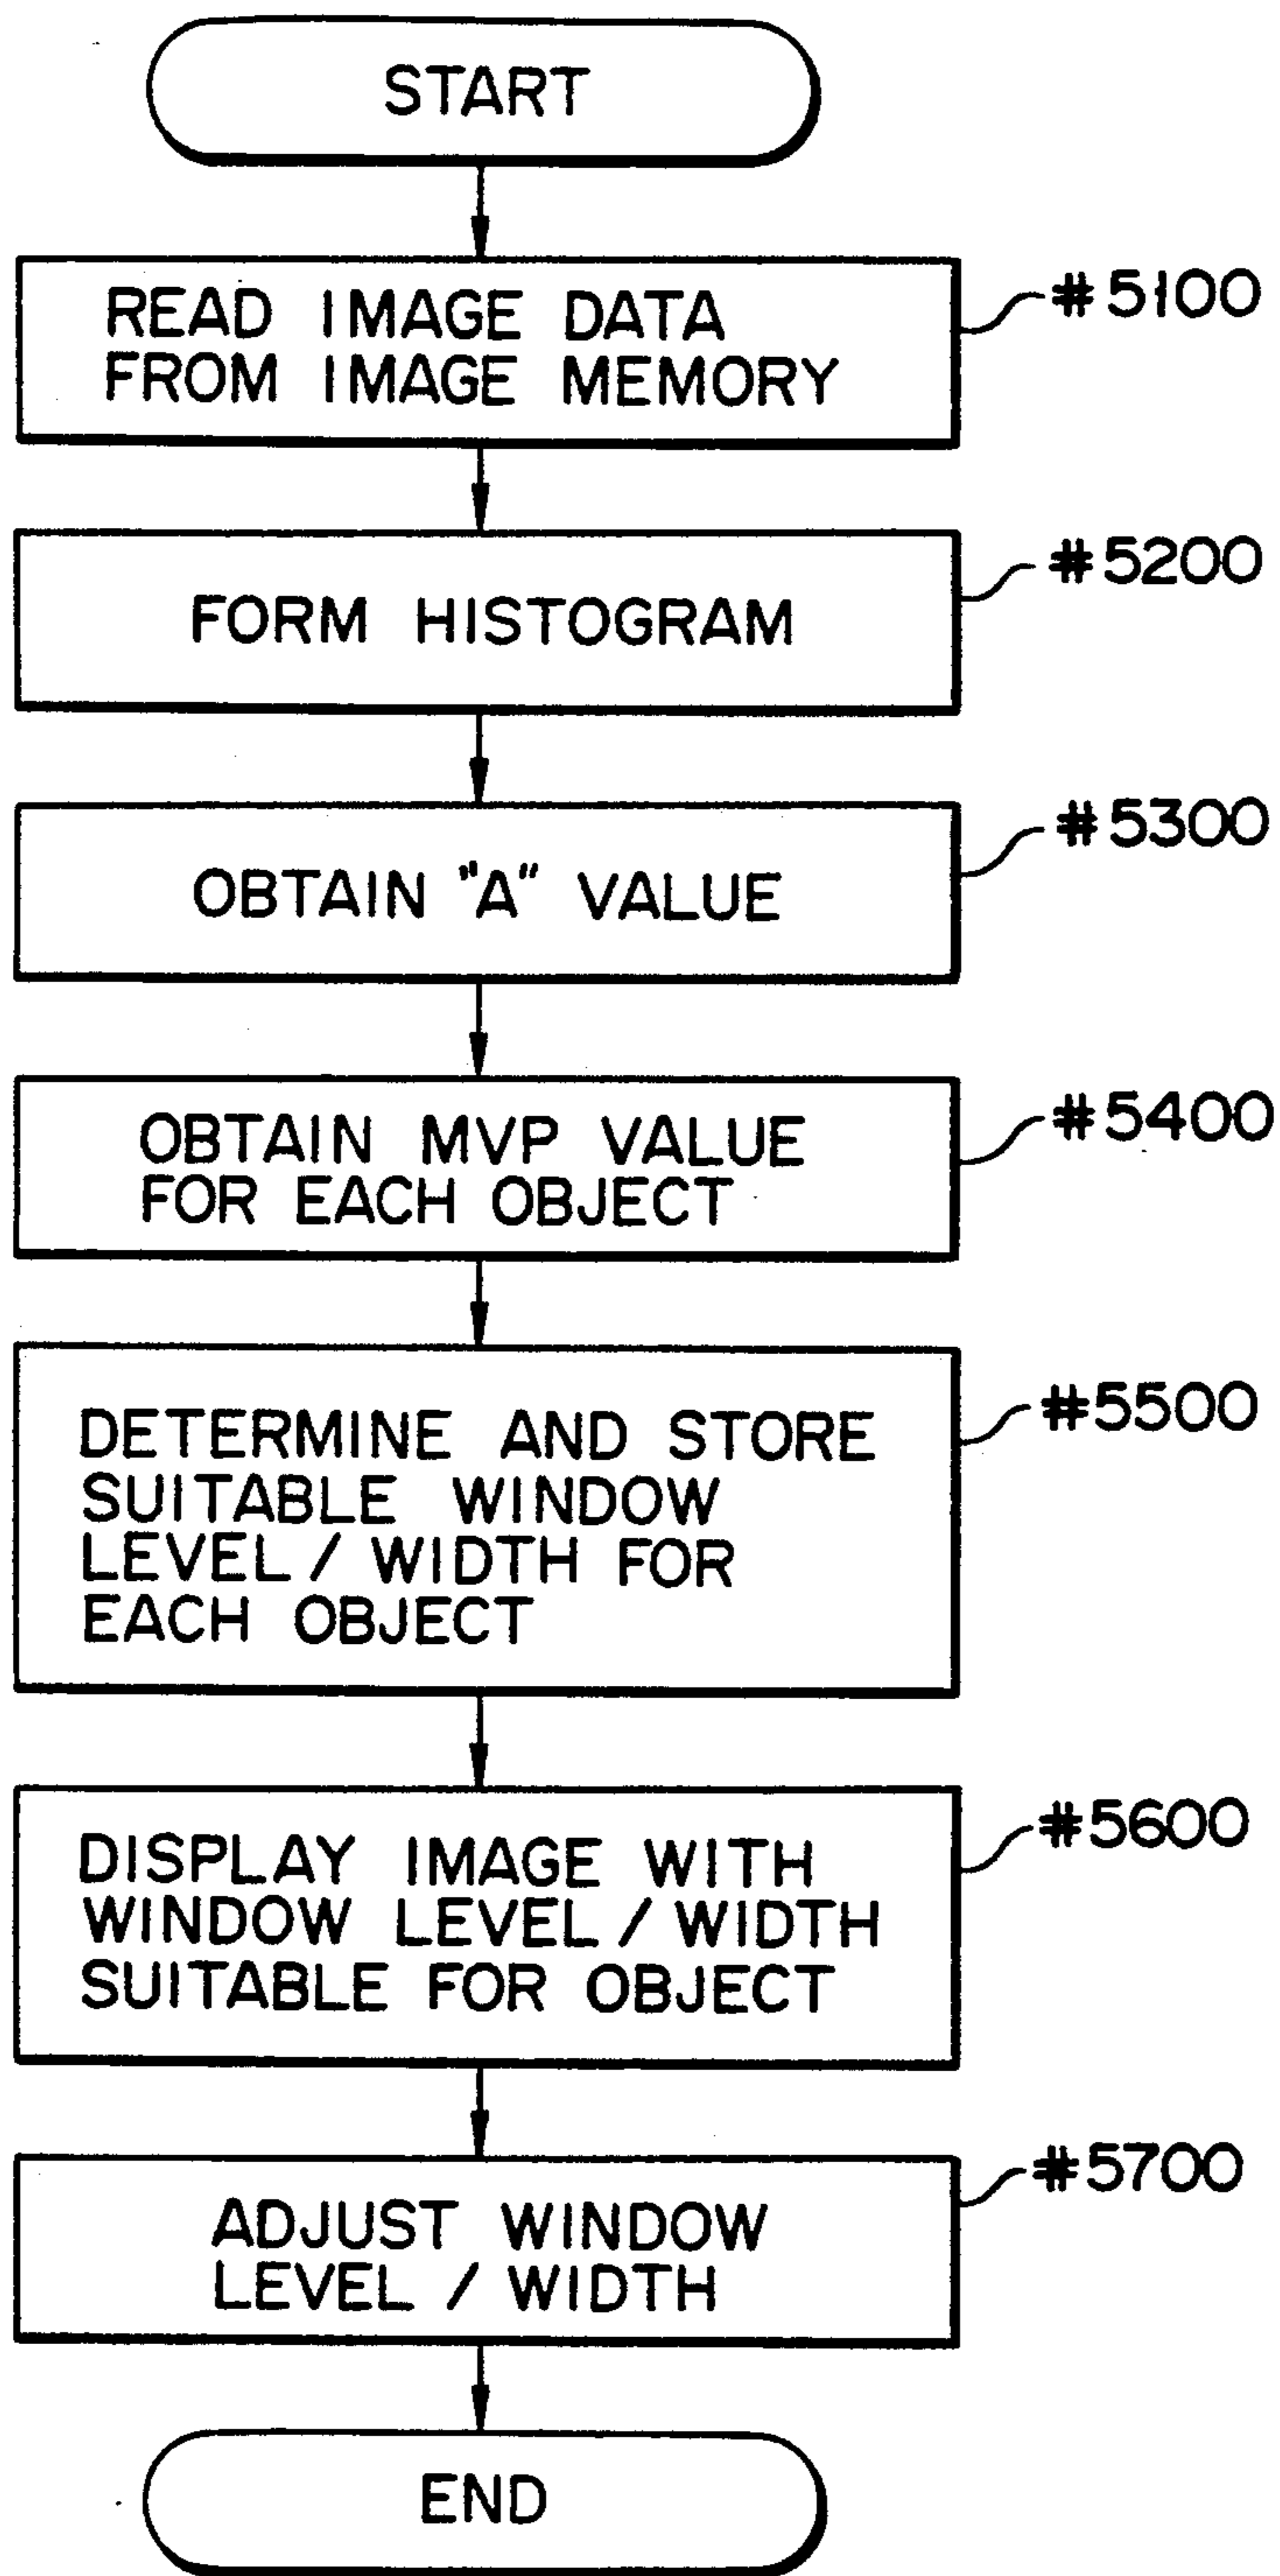 START
READ IMAGE DATA
FROM IMAGE MEMORY
#5100
FORM HISTOGRAM
#5200
OBTAIN "A" VALUE
#5300
OBTAIN MVP VALUE
FOR EACH OBJECT
#5400
DETERMINE AND STORE
SUITABLE WINDOW
LEVEL / WIDTH FOR
EACH OBJECT
#5500
DISPLAY IMAGE WITH
WINDOW LEVEL / WIDTH
SUITABLE FOR OBJECT
#5600
ADJUST WINDOW
LEVEL / WIDTH
#5700
END